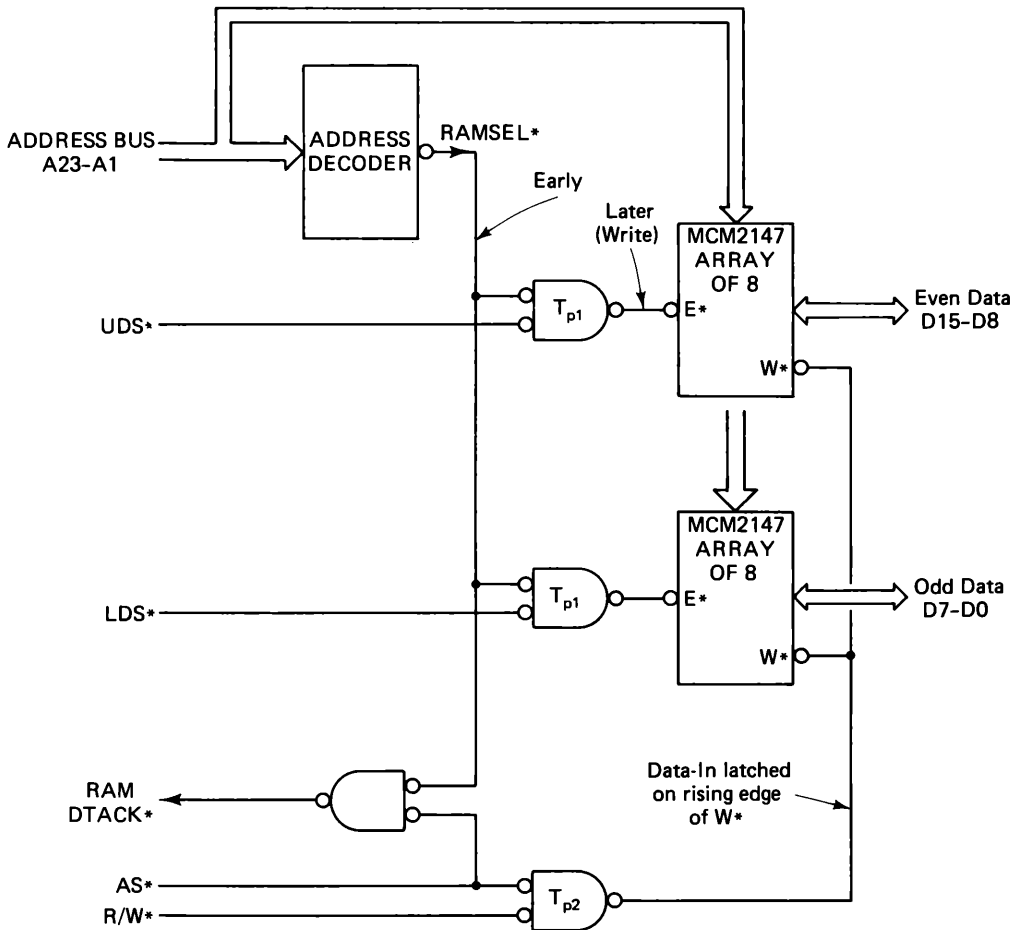 ADDRESS BUS
A23-A1
ADDRESS
DECODER
RAMSEL*
Early
Later
(Write)
MCM2147
ARRAY
OF 8
E*
W*
Even Data
D15-D8
UDS*
Tp1
MCM2147
ARRAY
OF 8
E*
W*
Odd Data
D7-D0
LDS*
Tp1
Data-In latched
on rising edge
of W*
RAM
DTACK*
AS*
R/W*
Tp2